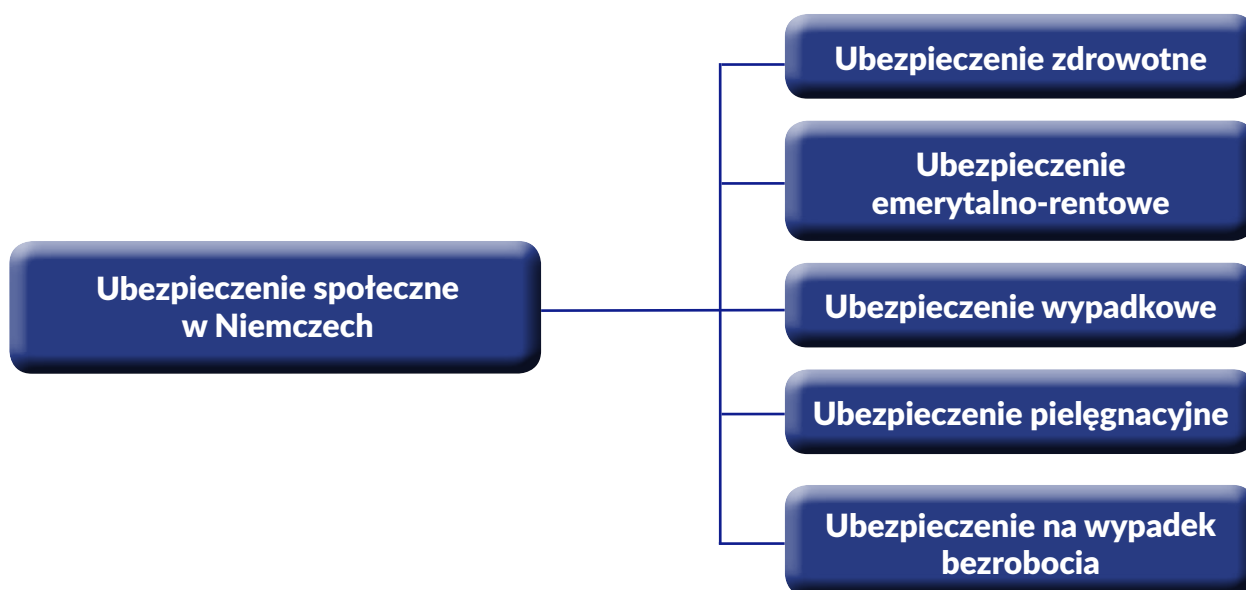 Ubezpieczenie zdrowotne
Ubezpieczenie
emerytalno-rentowe
Ubezpieczenie społeczne
w Niemczech
Ubezpieczenie wypadkowe
Ubezpieczenie pielęgnacyjne
Ubezpieczenie na wypadek
bezrobocia